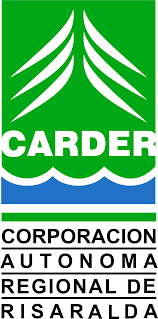 CARDER
CORPORACION
AUTONOMA
REGIONAL DE
RISARALDA